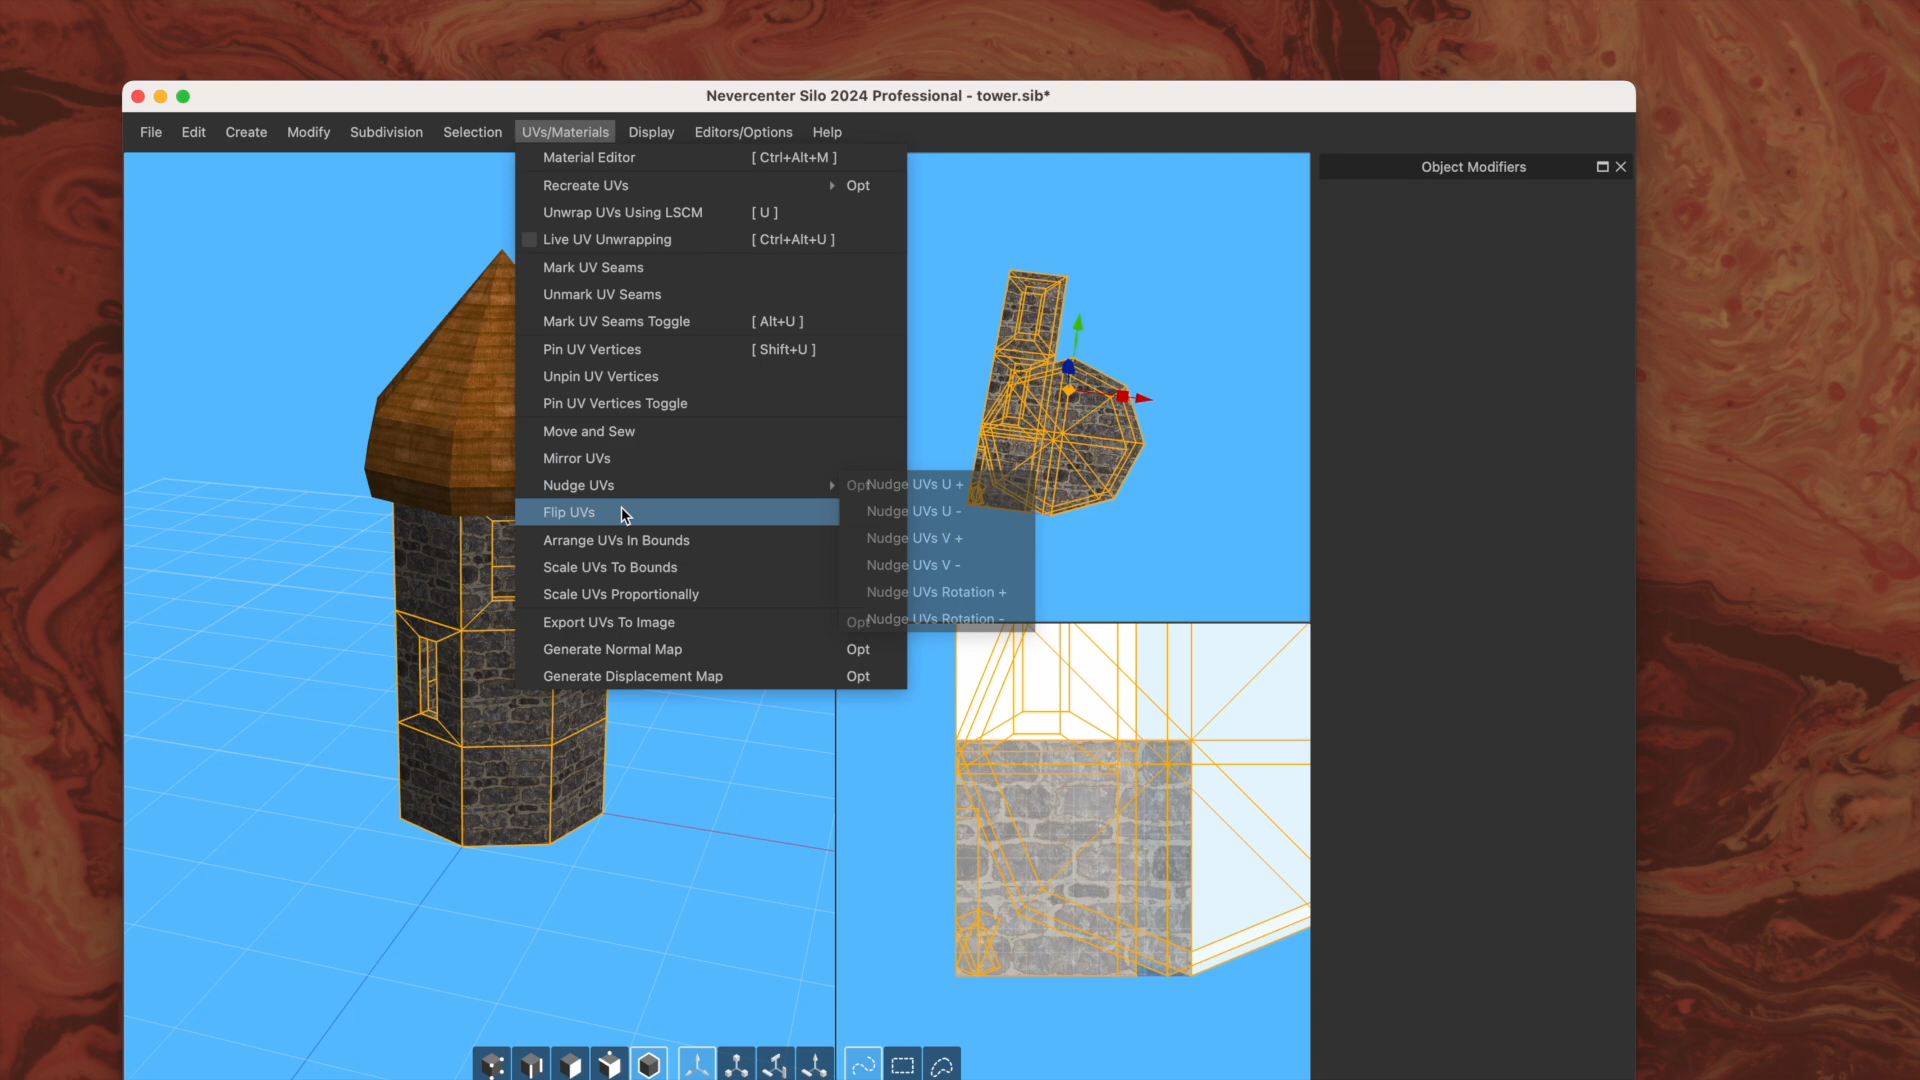 Nevercenter Silo 2024 Professional - tower.sib*
File Edit Create Modify Subdivision Selection UVs/Materials Display Editors/Options Help
Object Modifiers
Material Editor [ Ctrl+Alt+M ]
Recreate UVs Opt
Unwrap UVs Using LSCM [ U ]
Live UV Unwrapping [ Ctrl+Alt+U ]
Mark UV Seams
Unmark UV Seams
Mark UV Seams Toggle [ Alt+U ]
Pin UV Vertices [ Shift+U ]
Unpin UV Vertices
Pin UV Vertices Toggle
Move and Sew
Mirror UVs
Nudge UVs Opt
Flip UVs
Arrange UVs In Bounds
Scale UVs To Bounds
Scale UVs Proportionally
Export UVs To Image Opt
Generate Normal Map Opt
Generate Displacement Map Opt
Nudge UVs U +
Nudge UVs U -
Nudge UVs V +
Nudge UVs V -
Nudge UVs Rotation +
Nudge UVs Rotation -